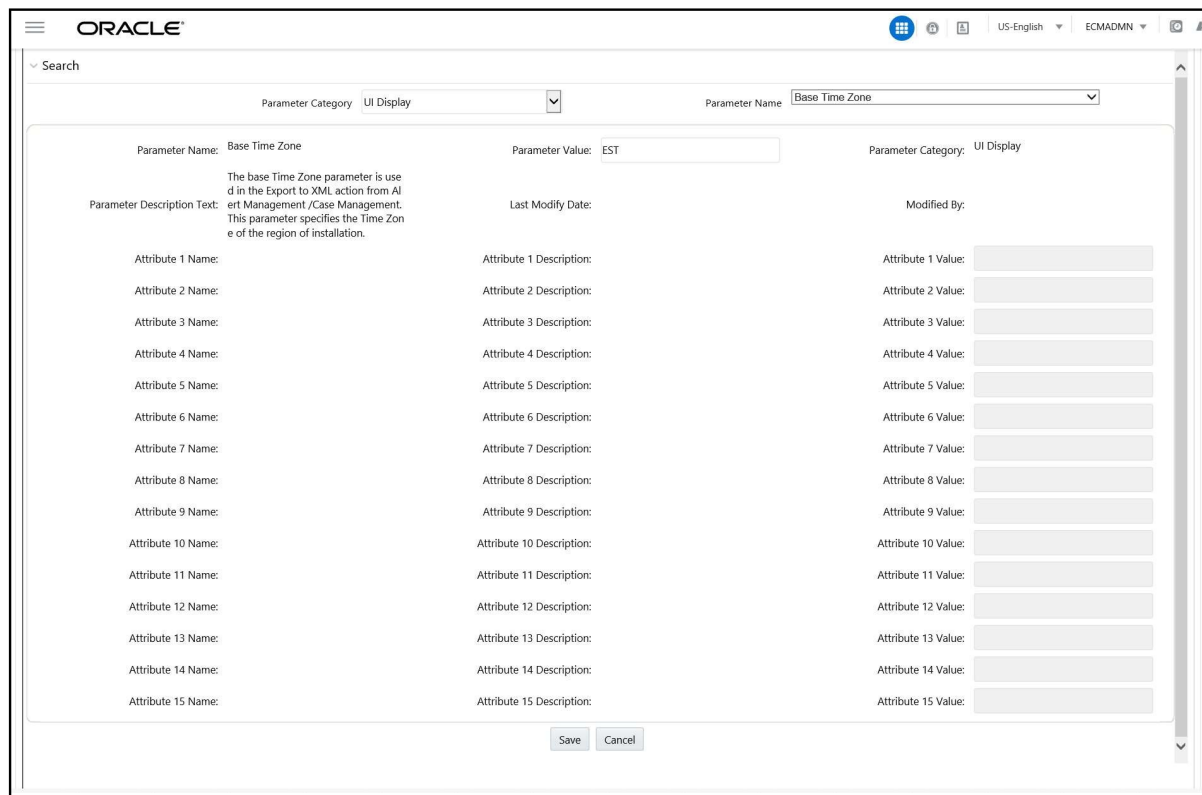 ORACLE®
US-English
ECMADMN
Search
Parameter Category UI Display
Parameter Name Base Time Zone
Parameter Name: Base Time Zone
Parameter Value: EST
Parameter Category: UI Display
Parameter Description Text:
The base Time Zone parameter is use
d in the Export to XML action from Al
ert Management /Case Management.
This parameter specifies the Time Zon
e of the region of installation.
Last Modify Date:
Modified By:
Attribute 1 Name: Attribute 1 Description: Attribute 1 Value:
Attribute 2 Name: Attribute 2 Description: Attribute 2 Value:
Attribute 3 Name: Attribute 3 Description: Attribute 3 Value:
Attribute 4 Name: Attribute 4 Description: Attribute 4 Value:
Attribute 5 Name: Attribute 5 Description: Attribute 5 Value:
Attribute 6 Name: Attribute 6 Description: Attribute 6 Value:
Attribute 7 Name: Attribute 7 Description: Attribute 7 Value:
Attribute 8 Name: Attribute 8 Description: Attribute 8 Value:
Attribute 9 Name: Attribute 9 Description: Attribute 9 Value:
Attribute 10 Name: Attribute 10 Description: Attribute 10 Value:
Attribute 11 Name: Attribute 11 Description: Attribute 11 Value:
Attribute 12 Name: Attribute 12 Description: Attribute 12 Value:
Attribute 13 Name: Attribute 13 Description: Attribute 13 Value:
Attribute 14 Name: Attribute 14 Description: Attribute 14 Value:
Attribute 15 Name: Attribute 15 Description: Attribute 15 Value:
Save Cancel